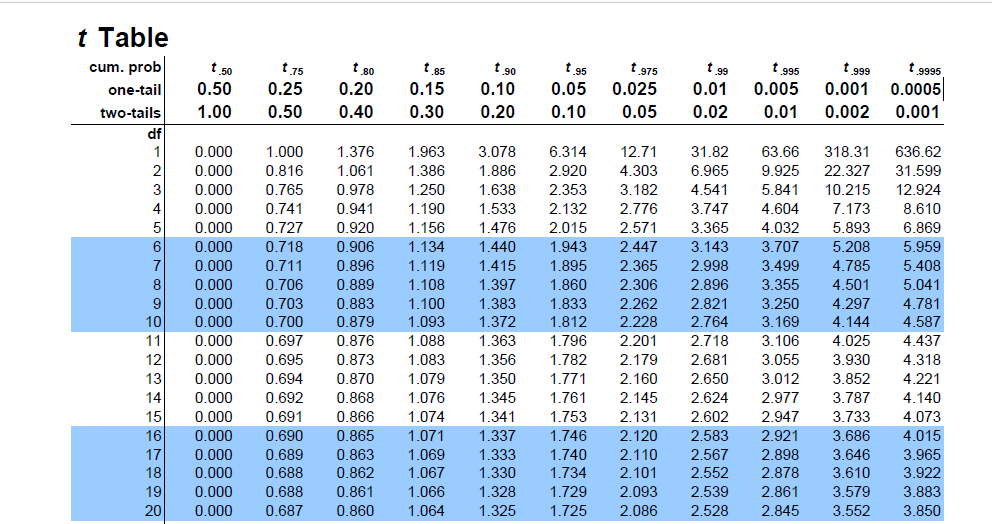 t Table
cum. prob t .50 t .75 t .80 t .85 t .90 t .95 t .975 t .99 t .995 t .999 t .9995
one-tail 0.50 0.25 0.20 0.15 0.10 0.05 0.025 0.01 0.005 0.001 0.0005
two-tails 1.00 0.50 0.40 0.30 0.20 0.10 0.05 0.02 0.01 0.002 0.001
df
1 0.000 1.000 1.376 1.963 3.078 6.314 12.71 31.82 63.66 318.31 636.62
2 0.000 0.816 1.061 1.386 1.886 2.920 4.303 6.965 9.925 22.327 31.599
3 0.000 0.765 0.978 1.250 1.638 2.353 3.182 4.541 5.841 10.215 12.924
4 0.000 0.741 0.941 1.190 1.533 2.132 2.776 3.747 4.604 7.173 8.610
5 0.000 0.727 0.920 1.156 1.476 2.015 2.571 3.365 4.032 5.893 6.869
6 0.000 0.718 0.906 1.134 1.440 1.943 2.447 3.143 3.707 5.208 5.959
7 0.000 0.711 0.896 1.119 1.415 1.895 2.365 2.998 3.499 4.785 5.408
8 0.000 0.706 0.889 1.108 1.397 1.860 2.306 2.896 3.355 4.501 5.041
9 0.000 0.703 0.883 1.100 1.383 1.833 2.262 2.821 3.250 4.297 4.781
10 0.000 0.700 0.879 1.093 1.372 1.812 2.228 2.764 3.169 4.144 4.587
11 0.000 0.697 0.876 1.088 1.363 1.796 2.201 2.718 3.106 4.025 4.437
12 0.000 0.695 0.873 1.083 1.356 1.782 2.179 2.681 3.055 3.930 4.318
13 0.000 0.694 0.870 1.079 1.350 1.771 2.160 2.650 3.012 3.852 4.221
14 0.000 0.692 0.868 1.076 1.345 1.761 2.145 2.624 2.977 3.787 4.140
15 0.000 0.691 0.866 1.074 1.341 1.753 2.131 2.602 2.947 3.733 4.073
16 0.000 0.690 0.865 1.071 1.337 1.746 2.120 2.583 2.921 3.686 4.015
17 0.000 0.689 0.863 1.069 1.333 1.740 2.110 2.567 2.898 3.646 3.965
18 0.000 0.688 0.862 1.067 1.330 1.734 2.101 2.552 2.878 3.610 3.922
19 0.000 0.688 0.861 1.066 1.328 1.729 2.093 2.539 2.861 3.579 3.883
20 0.000 0.687 0.860 1.064 1.325 1.725 2.086 2.528 2.845 3.552 3.850